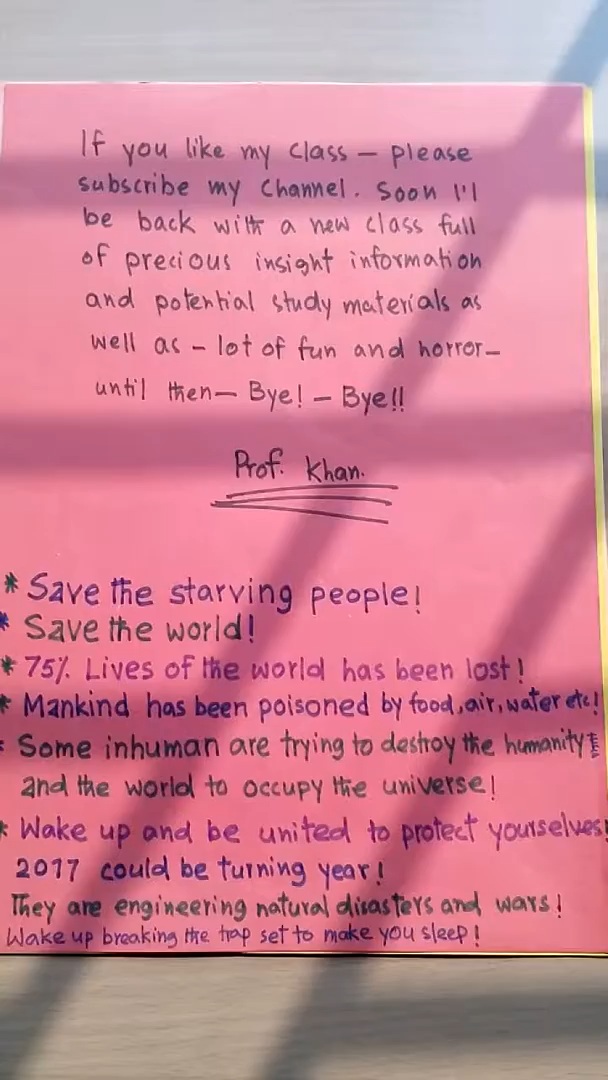 If you like my class – please
subscribe my channel. Soon I'll
be back with a new class full
of precious insight information
and potential study materials as
well as – lot of fun and horror –
until then – Bye! – Bye!!
Prof. Khan.
* Save the starving people!
* Save the world!
* 75% Lives of the world has been lost!
* Mankind has been poisoned by food, air, water etc!
* Some inhuman are trying to destroy the humanity
and the world to occupy the universe!
* Wake up and be united to protect yourselves!
2017 could be turning year!
They are engineering natural disasters and wars!
Wake up breaking the trap set to make you sleep!